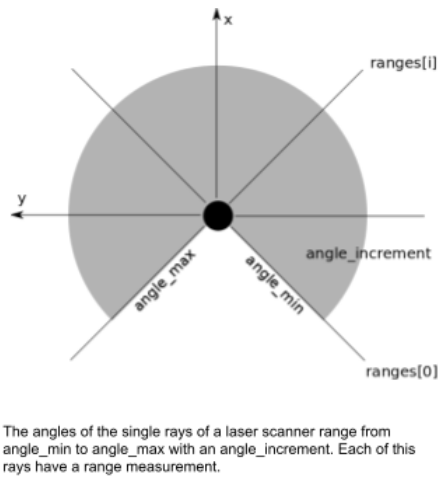 x
ranges[i]
y
angle_increment
angle_max
angle_min
ranges[0]
The angles of the single rays of a laser scanner range from
angle_min to angle_max with an angle_increment. Each of this
rays have a range measurement.